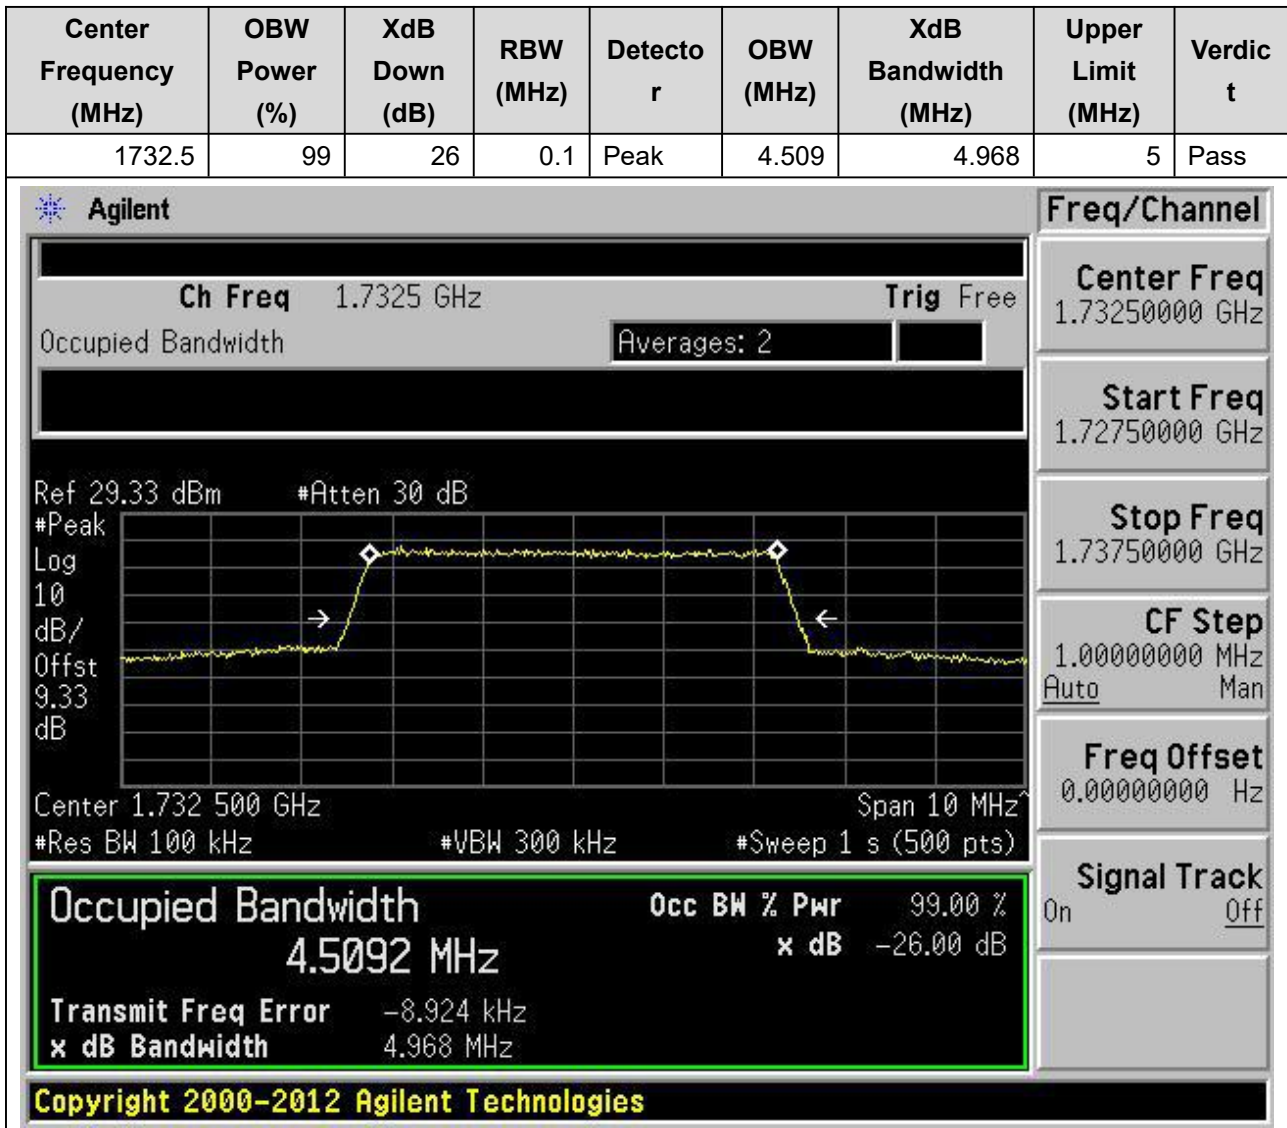 Center Frequency (MHz) OBW Power (%) XdB Down (dB) RBW (MHz) Detecto r OBW (MHz) XdB Bandwidth (MHz) Upper Limit (MHz) Verdic t
1732.5 99 26 0.1 Peak 4.509 4.968 5 Pass
Agilent
Freq/Channel
Ch Freq 1.7325 GHz Trig Free
Occupied Bandwidth Averages: 2
Center Freq
1.73250000 GHz
Start Freq
1.72750000 GHz
Stop Freq
1.73750000 GHz
CF Step
1.00000000 MHz
Auto Man
Freq Offset
0.00000000 Hz
Signal Track
On Off
Ref 29.33 dBm #Atten 30 dB
#Peak
Log
10
dB/
Offst
9.33
dB
Center 1.732 500 GHz Span 10 MHz^
#Res BW 100 kHz #VBW 300 kHz #Sweep 1 s (500 pts)
Occupied Bandwidth Occ BW % Pwr 99.00 %
4.5092 MHz x dB -26.00 dB
Transmit Freq Error -8.924 kHz
x dB Bandwidth 4.968 MHz
Copyright 2000-2012 Agilent Technologies